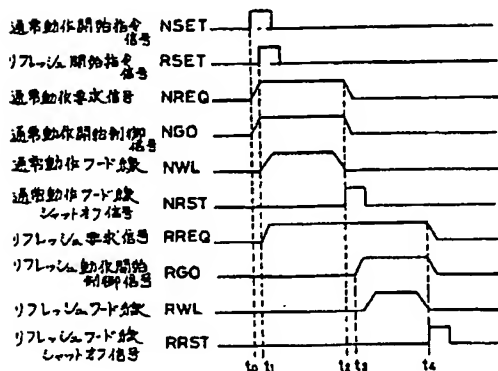 通常動作開始指令
信号 NSET
リフレッシュ開始指令
信号 RSET
通常動作要求信号 NREQ
通常動作開始制御
信号 NGO
通常動作ワード線 NWL
通常動作ワード線
シャットオフ信号 NRST
リフレッシュ要求信号 RREQ
リフレッシュ動作開始
制御信号 RGO
リフレッシュワード線 RWL
リフレッシュワード線
シャットオフ信号 RRST
t₀ t₁ t₂ t₃ t₄